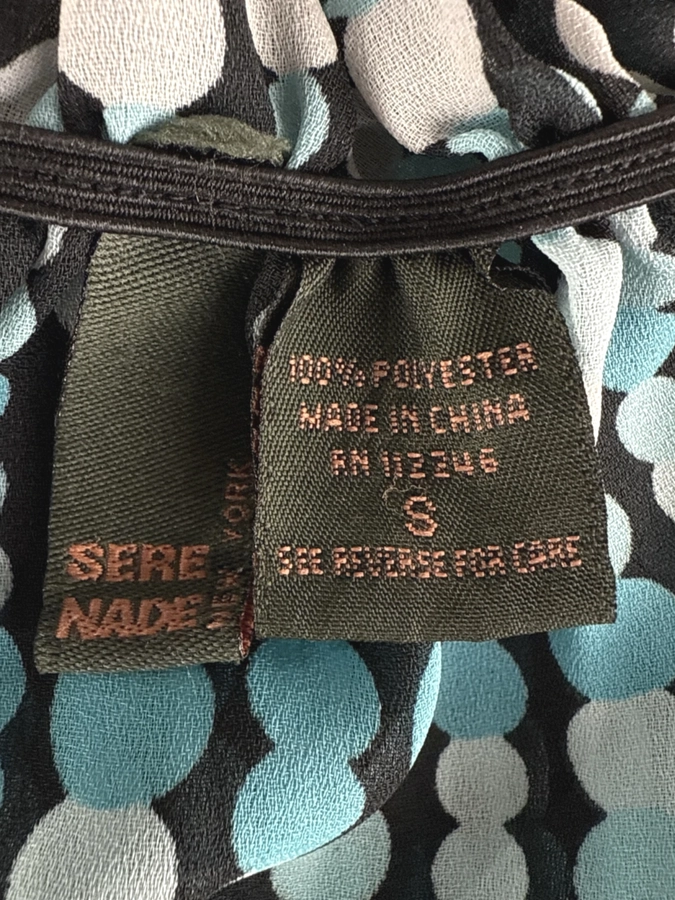 SERE
NADE
NEW YORK
100% POLYESTER
MADE IN CHINA
RN 112246
S
SEE REVERSE FOR CARE